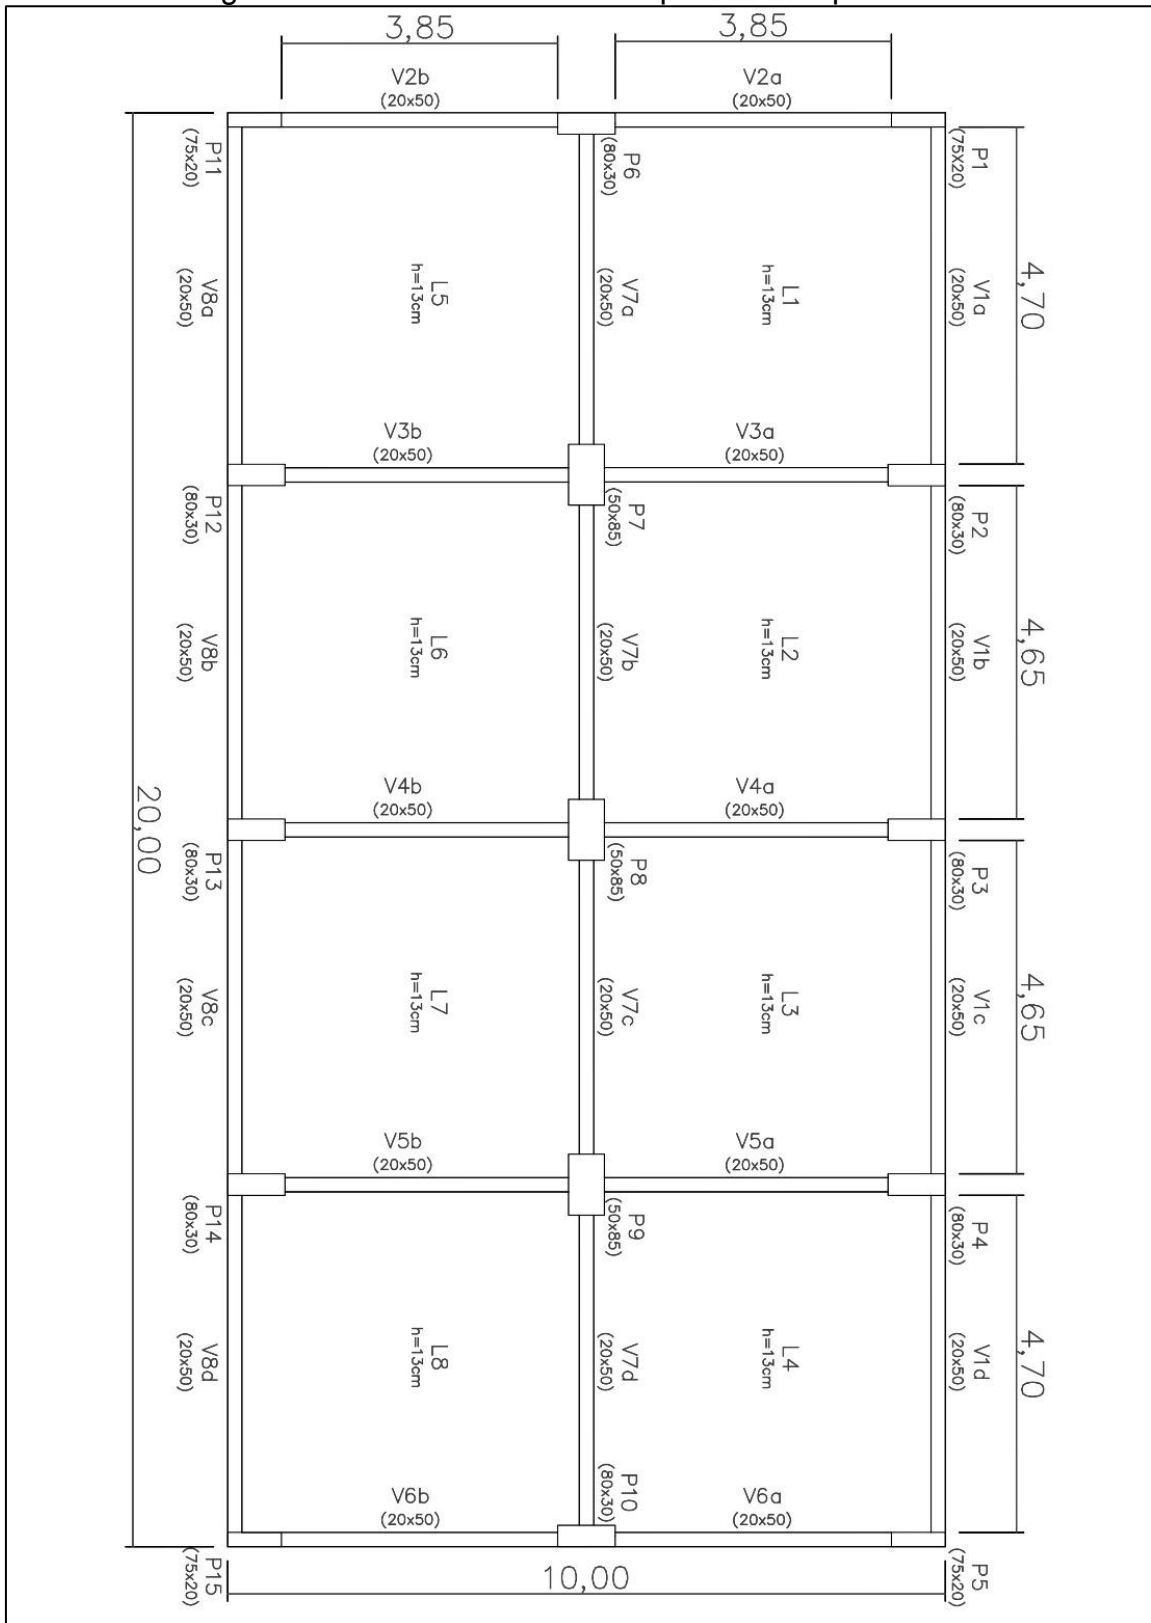 3,85
3,85
V2b
(20x50)
V2a
(20x50)
P11
(75x20)
P6
(80x30)
P1
(75X20)
4,70
V8a
(20x50)
L5
h=13cm
V7a
(20x50)
L1
h=13cm
V1a
(20x50)
V3b
(20x50)
V3a
(20x50)
P12
(80x30)
P7
(50x85)
P2
(80x30)
4,65
V8b
(20x50)
L6
h=13cm
V7b
(20x50)
L2
h=13cm
V1b
(20x50)
V4b
(20x50)
V4a
(20x50)
20,00
P13
(80x30)
P8
(50x85)
P3
(80x30)
4,65
V8c
(20x50)
L7
h=13cm
V7c
(20x50)
L3
h=13cm
V1c
(20x50)
V5b
(20x50)
V5a
(20x50)
P14
(80x30)
P9
(50x85)
P4
(80x30)
4,70
V8d
(20x50)
L8
h=13cm
V7d
(20x50)
L4
h=13cm
V1d
(20x50)
V6b
(20x50)
P10
(80x30)
V6a
(20x50)
P15
(75x20)
10,00
P5
(75x20)